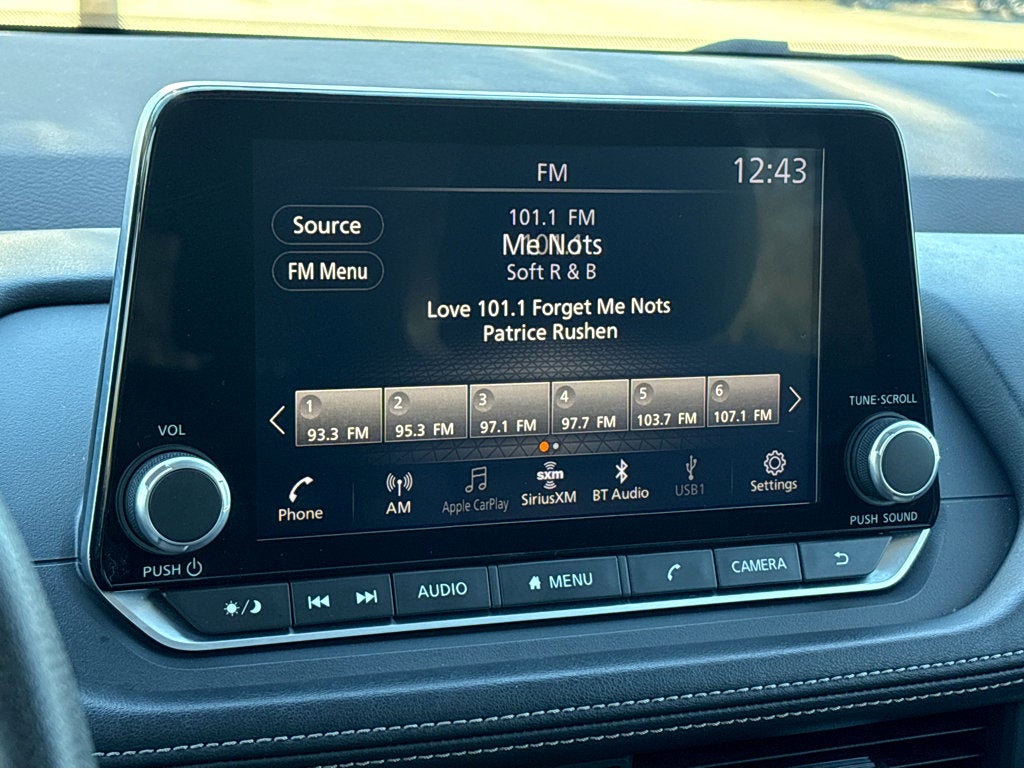 FM
12:43
Source
101.1 FM
Me Nots
FM Menu
Soft R & B
Love 101.1 Forget Me Nots
Patrice Rushen
1 2 3 4 5 6
93.3 FM 95.3 FM 97.1 FM 97.7 FM 103.7 FM 107.1 FM
VOL
TUNE·SCROLL
sxm
Phone AM Apple CarPlay SiriusXM BT Audio USB1 Settings
PUSH
PUSH SOUND
AUDIO MENU CAMERA